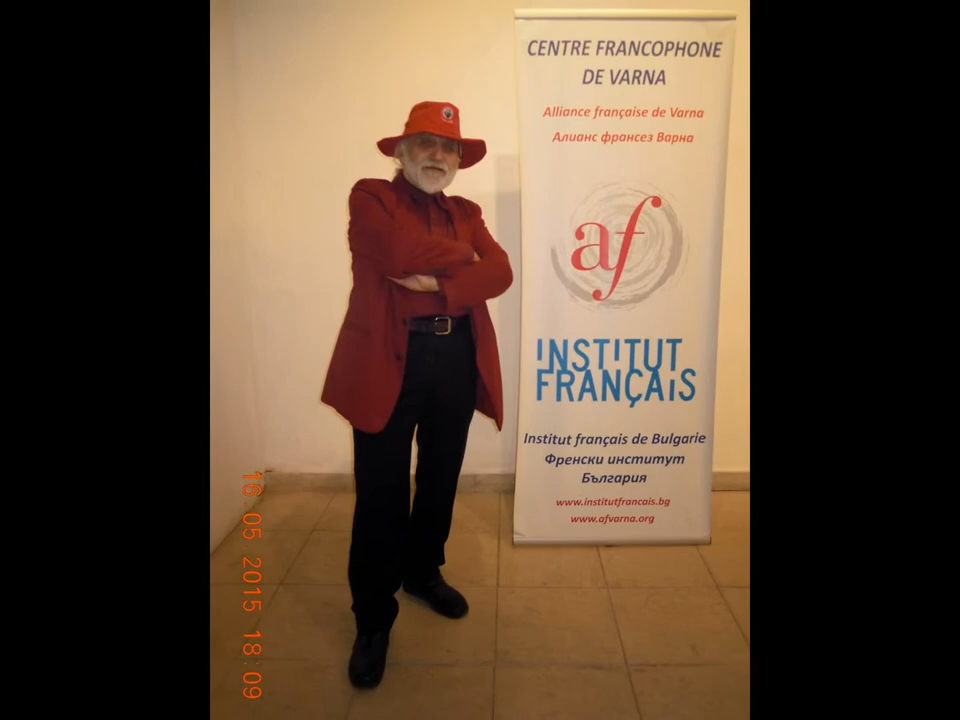 CENTRE FRANCOPHONE
DE VARNA
Alliance française de Varna
Алианс франсез Варна
af
INSTITUT
FRANÇAIS
Institut français de Bulgarie
Френски институт
България
www.institutfrancais.bg
www.afvarna.org
16 05 2015 18:09